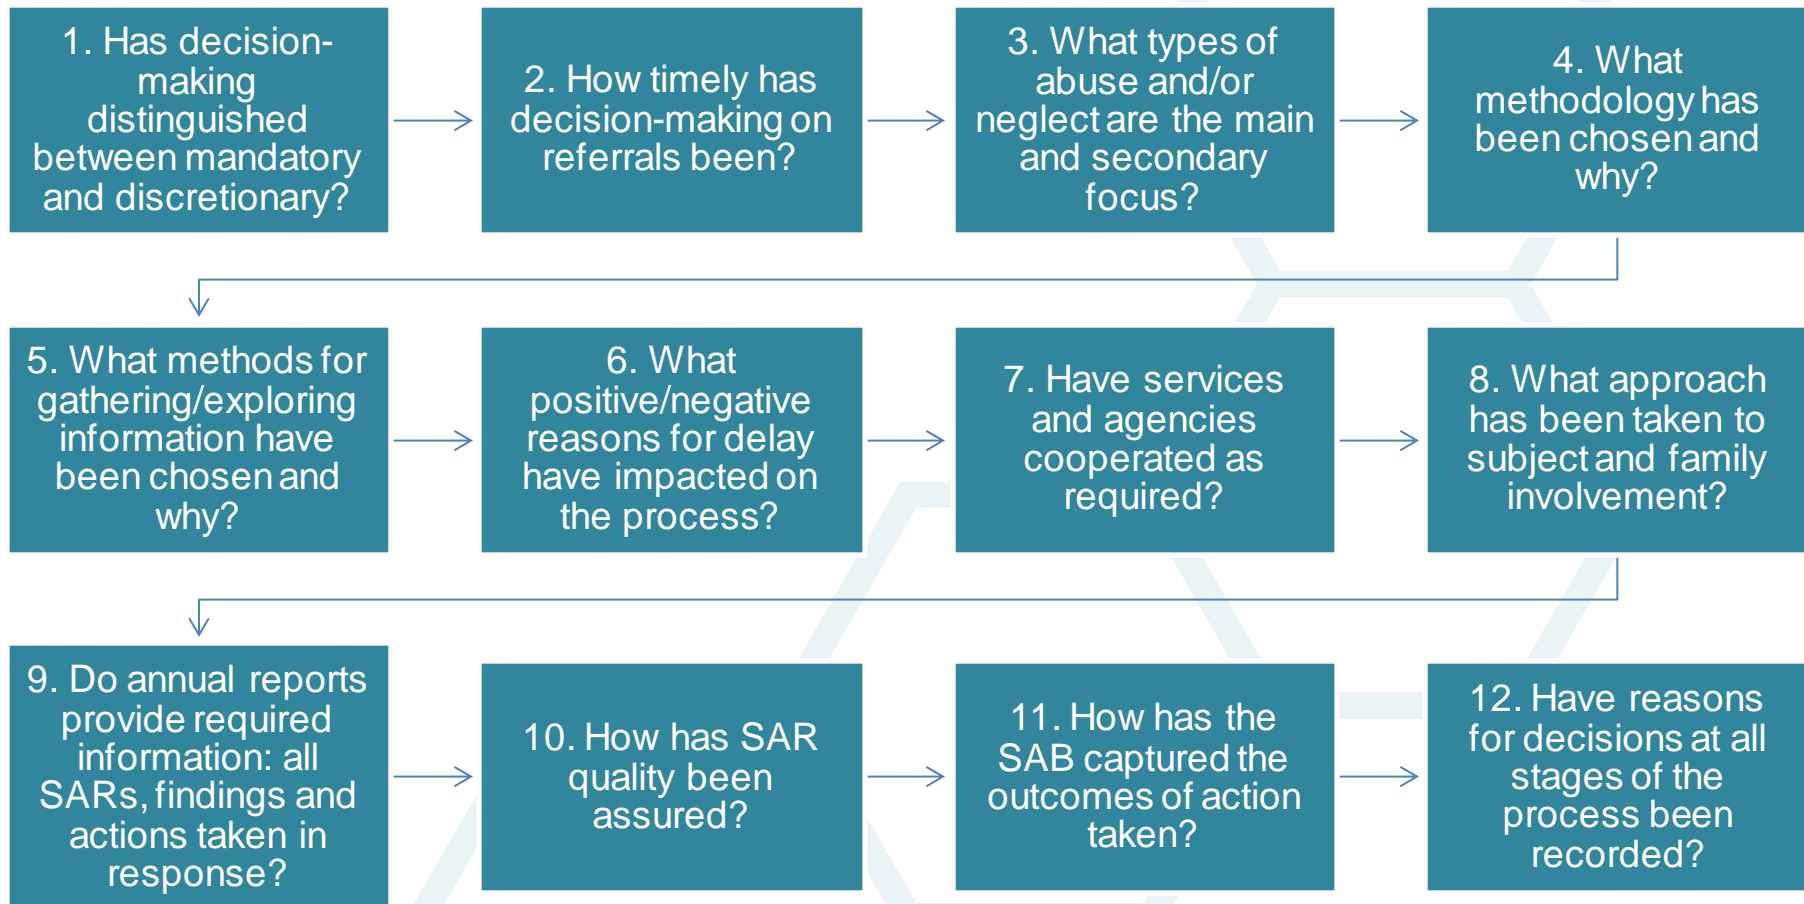 1. Has decision-
making
distinguished
between mandatory
and discretionary?
2. How timely has
decision-making on
referrals been?
3. What types of
abuse and/or
neglect are the main
and secondary
focus?
4. What
methodology has
been chosen and
why?
5. What methods for
gathering/exploring
information have
been chosen and
why?
6. What
positive/negative
reasons for delay
have impacted on
the process?
7. Have services
and agencies
cooperated as
required?
8. What approach
has been taken to
subject and family
involvement?
9. Do annual reports
provide required
information: all
SARs, findings and
actions taken in
response?
10. How has SAR
quality been
assured?
11. How has the
SAB captured the
outcomes of action
taken?
12. Have reasons
for decisions at all
stages of the
process been
recorded?